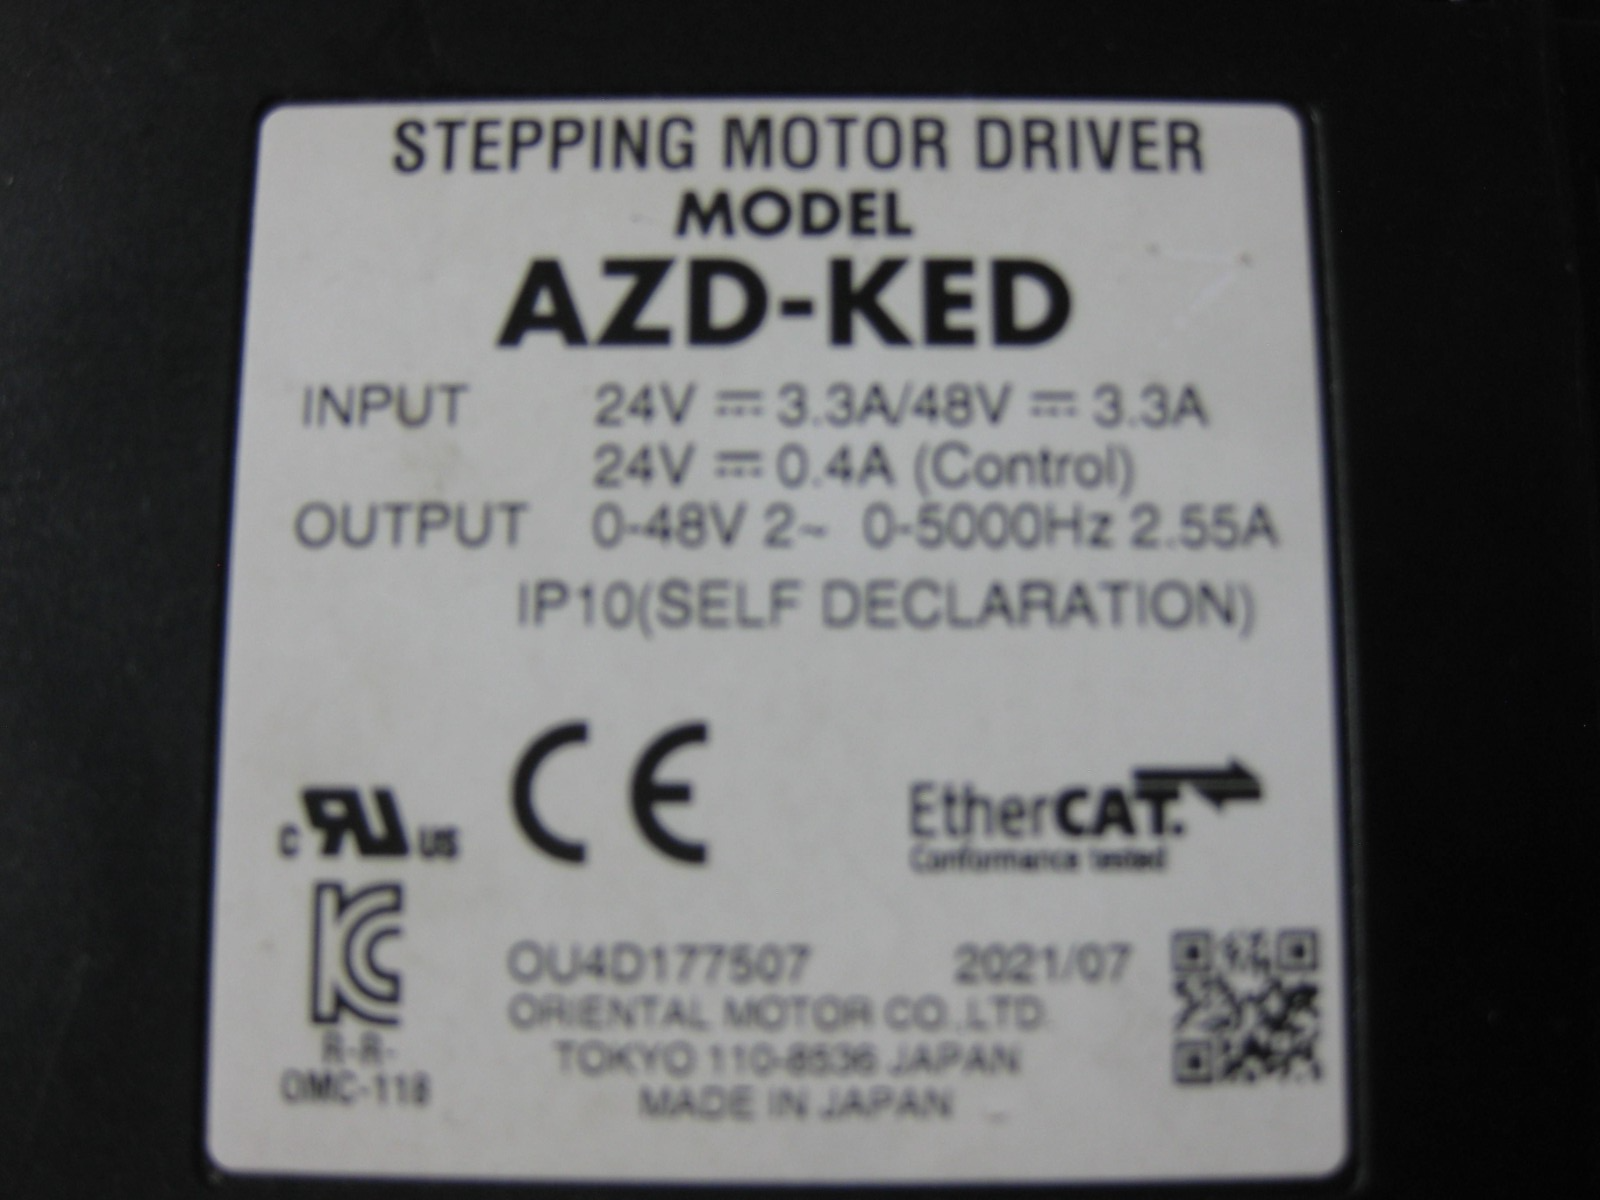 STEPPING MOTOR DRIVER
MODEL
AZD-KED
INPUT 24V ⎓ 3.3A/48V ⎓ 3.3A
24V ⎓ 0.4A (Control)
OUTPUT 0-48V 2~ 0-5000Hz 2.55A
IP10(SELF DECLARATION)
c RU us
CE
EtherCAT.
Conformance tested
KC
R-R-
OMC-118
OU4D177507 2021/07
ORIENTAL MOTOR CO.,LTD.
TOKYO 110-8536 JAPAN
MADE IN JAPAN